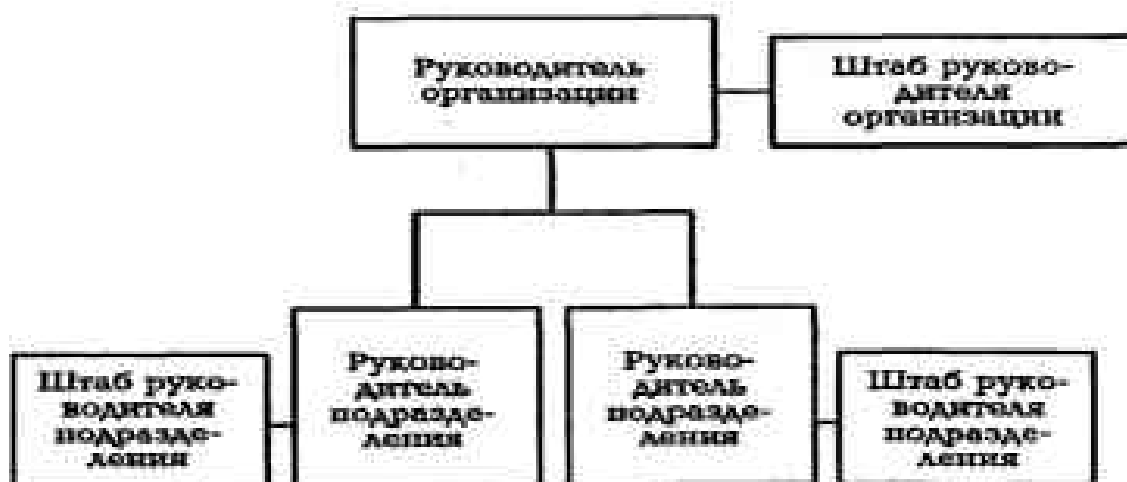 Руководитель
организации
Штаб руково-
дителя
организации
Штаб руко-
водителя
подразде-
ления
Руково-
дитель
подразде-
ления
Руково-
дитель
подразде-
ления
Штаб руко-
водителя
подразде-
ления